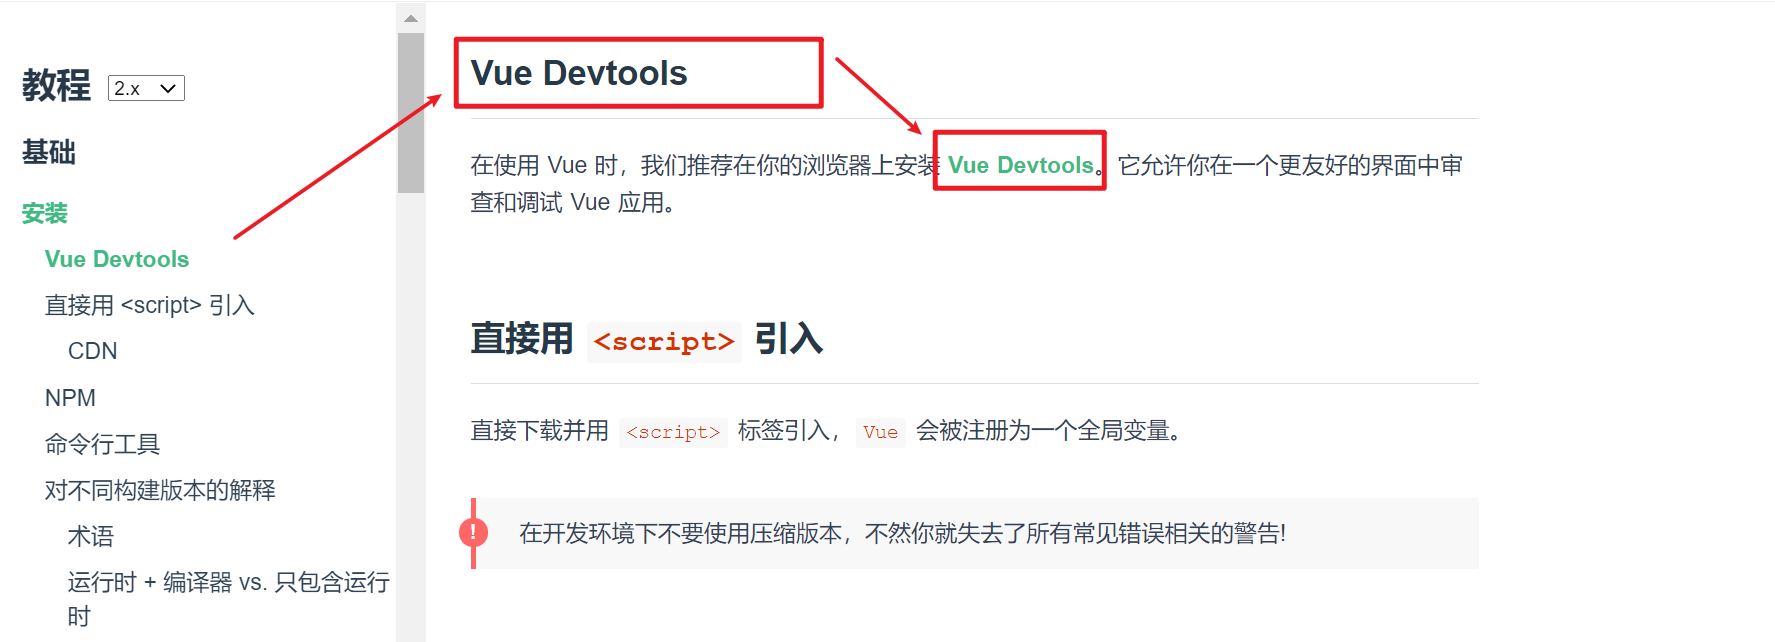 教程 2.x
基础
安装
Vue Devtools
直接用 <script> 引入
CDN
NPM
命令行工具
对不同构建版本的解释
术语
运行时 + 编译器 vs. 只包含运行
时
Vue Devtools
在使用 Vue 时，我们推荐在你的浏览器上安装 Vue Devtools。它允许你在一个更友好的界面中审
查和调试 Vue 应用。
直接用 <script> 引入
直接下载并用 <script> 标签引入，Vue 会被注册为一个全局变量。
! 在开发环境下不要使用压缩版本，不然你就失去了所有常见错误相关的警告!